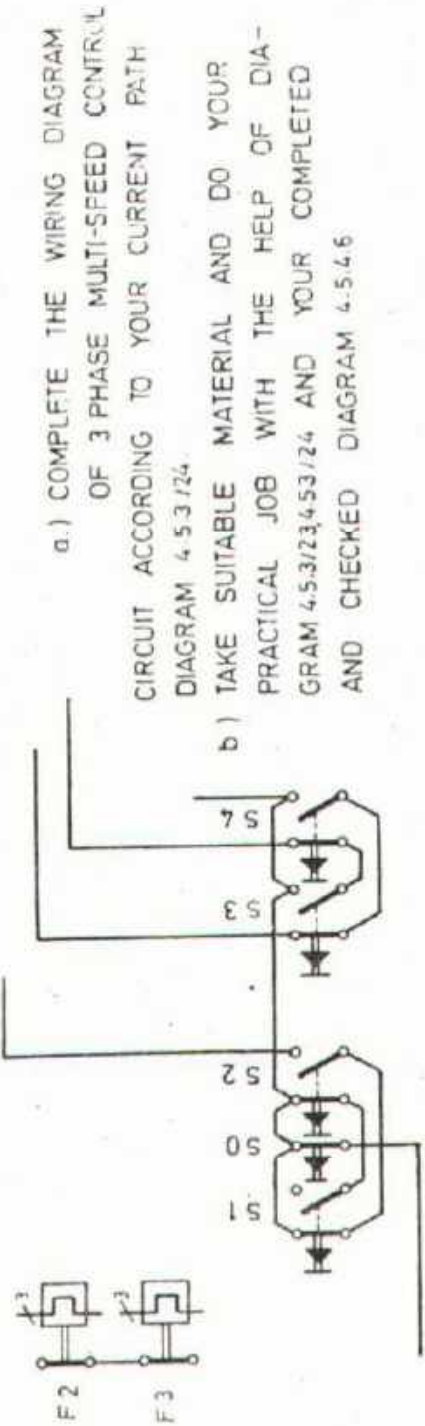 a.) COMPLETE THE WIRING DIAGRAM
OF 3 PHASE MULTI-SPEED CONTROL
CIRCUIT ACCORDING TO YOUR CURRENT PATH
DIAGRAM 4.5.3/24.
b) TAKE SUITABLE MATERIAL AND DO YOUR
PRACTICAL JOB WITH THE HELP OF DIA-
GRAM 4.5.3/23,4.5.3/24 AND YOUR COMPLETED
AND CHECKED DIAGRAM 4.5.4.6
F2
3
F3
3
S1
S0
S2
S3
S4